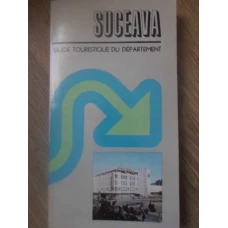 SUCEAVA
GUIDE TOURISTIQUE DU DÉPARTEMENT